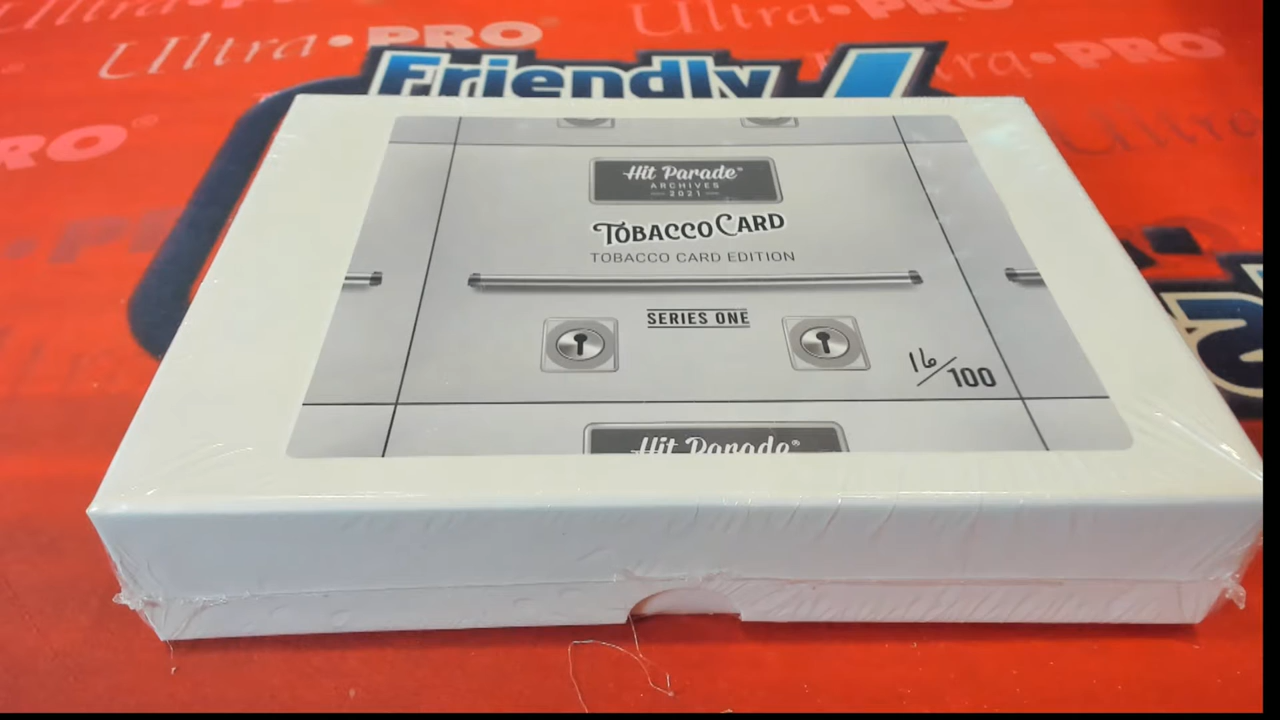 Ultra•PRO
Ultra•PRO®
Ultra•PRO
PRO®
Friendly
Hit Parade®
ARCHIVES
2021
TOBACCO CARD
TOBACCO CARD EDITION
SERIES ONE
16/100
Hit Parade®